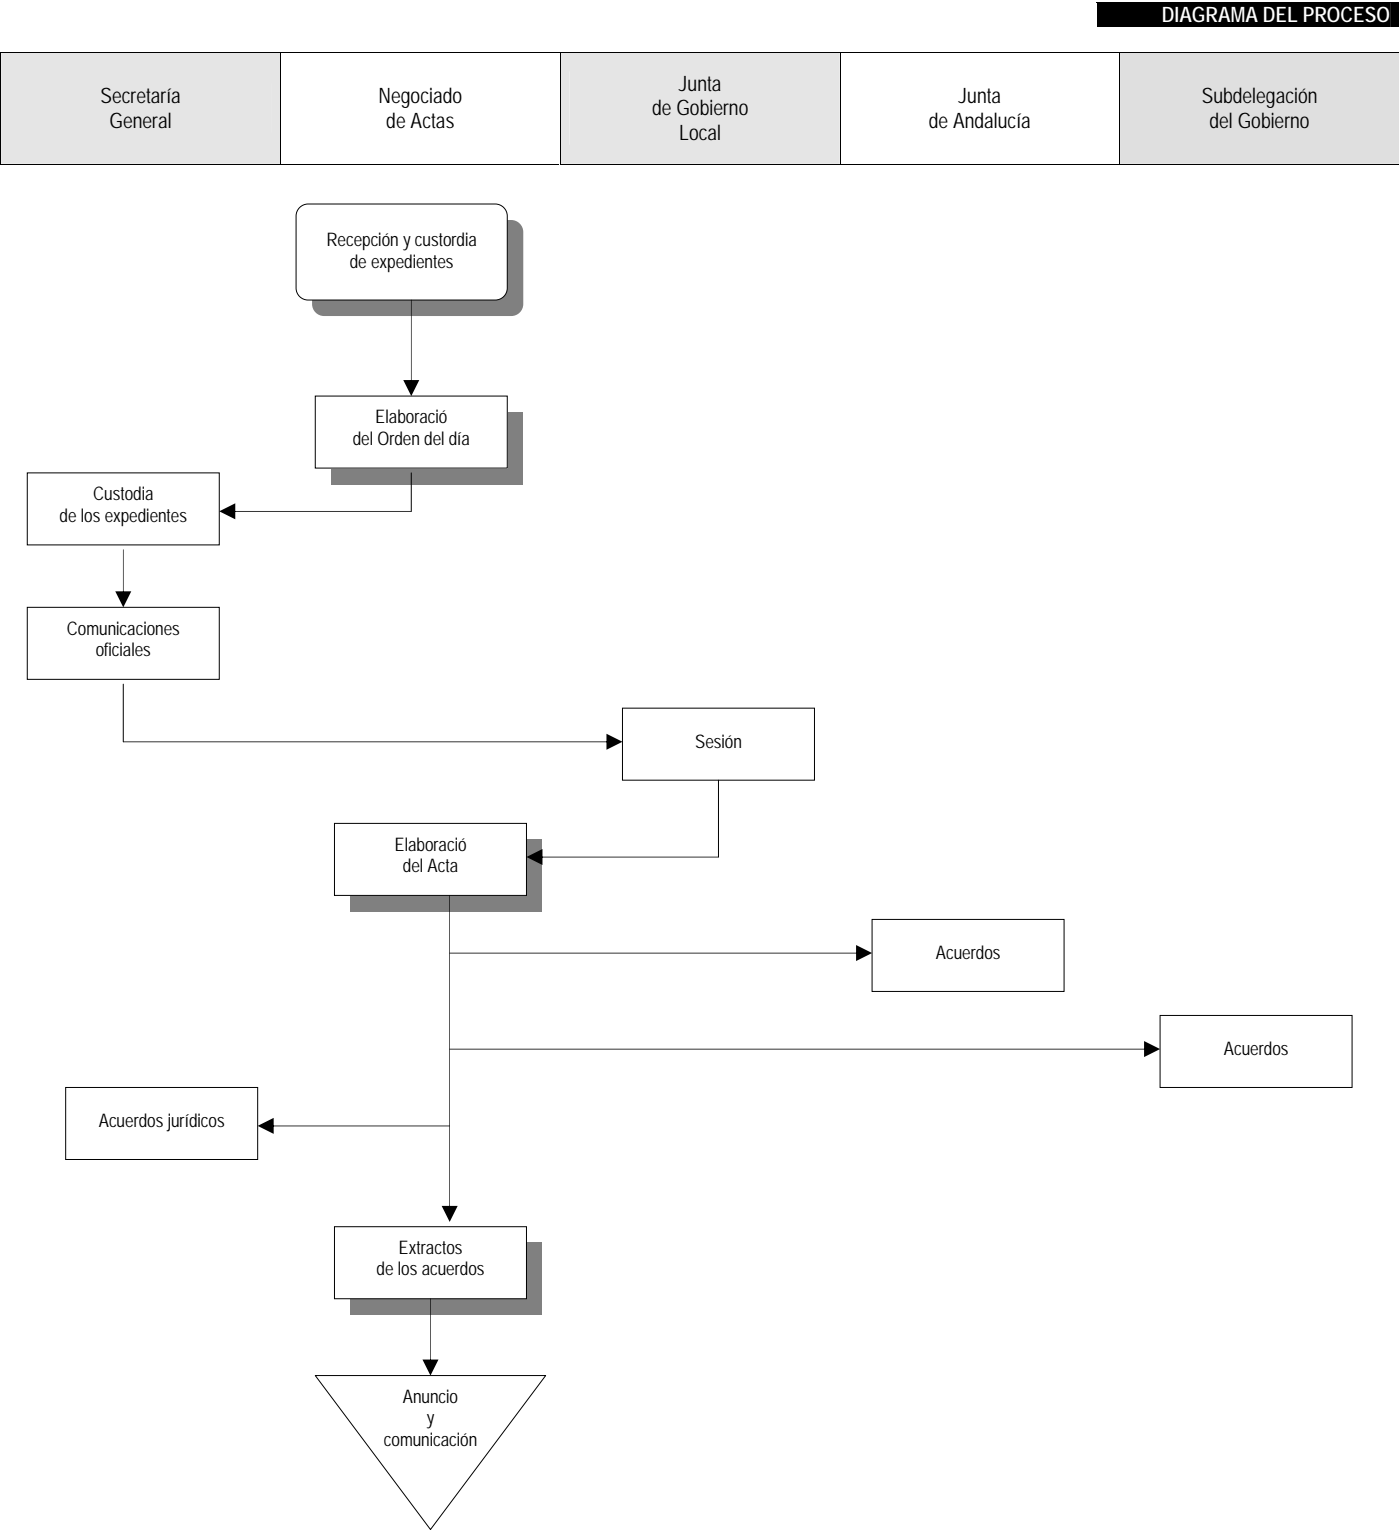 DIAGRAMA DEL PROCESO
Secretaría
General
Negociado
de Actas
Junta
de Gobierno
Local
Junta
de Andalucía
Subdelegación
del Gobierno
Recepción y custordia
de expedientes
Elaboració
del Orden del día
Custodia
de los expedientes
Comunicaciones
oficiales
Sesión
Elaboració
del Acta
Acuerdos
Acuerdos
Acuerdos jurídicos
Extractos
de los acuerdos
Anuncio
y
comunicación